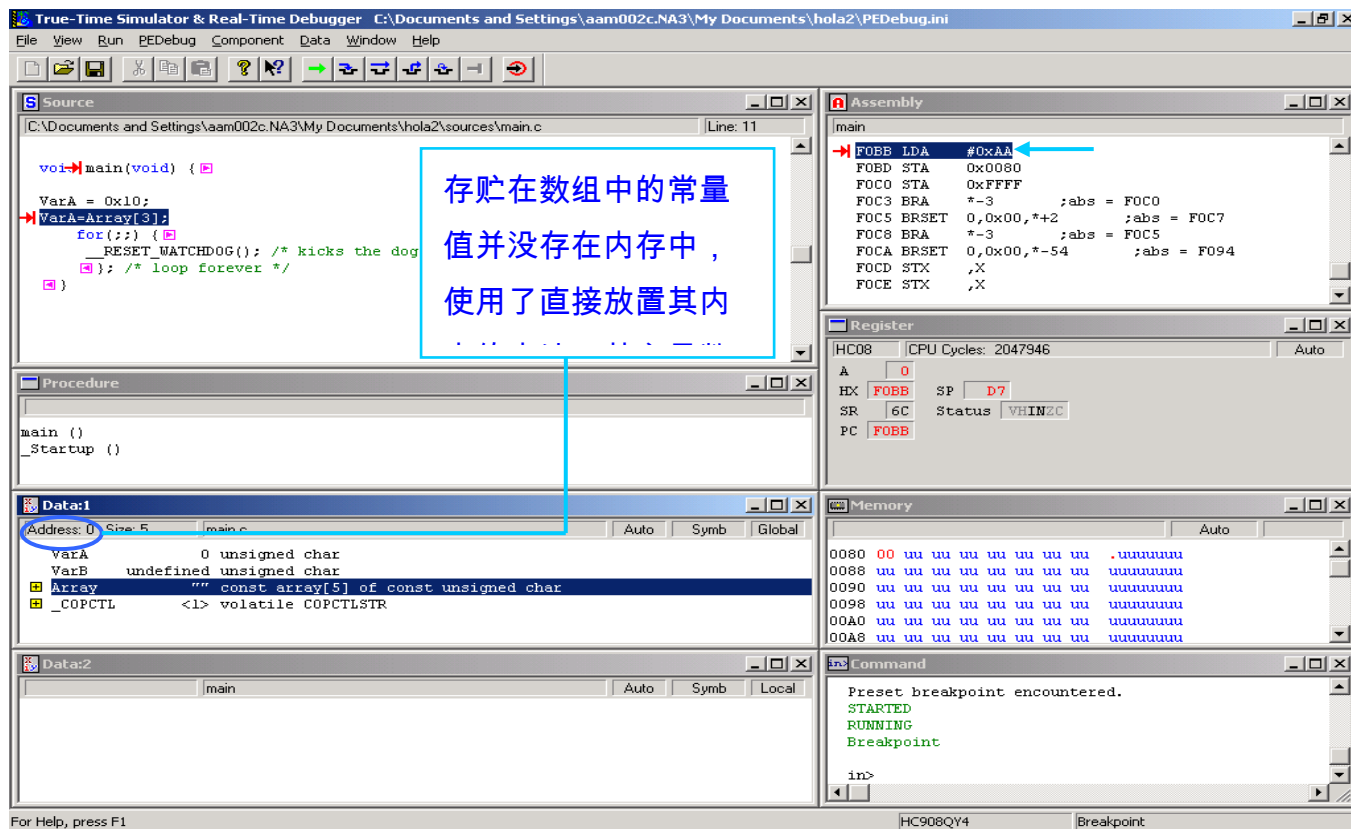 True-Time Simulator & Real-Time Debugger C:\Documents and Settings\aam002c.NA3\My Documents\hola2\PEDebug.ini
File View Run PEDebug Component Data Window Help
Source
C:\Documents and Settings\aam002c.NA3\My Documents\hola2\sources\main.c Line: 11
voi main(void) {
VarA = 0x10;
VarA=Array[3];
for(;;) {
__RESET_WATCHDOG(); /* kicks the dog
}; /* loop forever */
}
存贮在数组中的常量
值并没存在内存中，
使用了直接放置其内
Assembly
main
F0BB LDA #0xAA
F0BD STA 0x0080
F0C0 STA 0xFFFF
F0C3 BRA *-3 ;abs = F0C0
F0C5 BRSET 0,0x00,*+2 ;abs = F0C7
F0C8 BRA *-3 ;abs = F0C5
F0CA BRSET 0,0x00,*-54 ;abs = F094
F0CD STX ,X
F0CE STX ,X
Register
HC08 CPU Cycles: 2047946 Auto
A 0
HX F0BB SP D7
SR 6C Status VHINZC
PC F0BB
Procedure
main ()
_Startup ()
Data:1
Address: 0 Size: 5 main.c Auto Symb Global
VarA 0 unsigned char
VarB undefined unsigned char
Array "" const array[5] of const unsigned char
_COPCTL <1> volatile COPCTLSTR
Memory
Auto
0080 00 uu uu uu uu uu uu uu .uuuuuuu
0088 uu uu uu uu uu uu uu uu uuuuuuuu
0090 uu uu uu uu uu uu uu uu uuuuuuuu
0098 uu uu uu uu uu uu uu uu uuuuuuuu
00A0 uu uu uu uu uu uu uu uu uuuuuuuu
00A8 uu uu uu uu uu uu uu uu uuuuuuuu
Data:2
main Auto Symb Local
Command
Preset breakpoint encountered.
STARTED
RUNNING
Breakpoint
in>
For Help, press F1 HC908QY4 Breakpoint